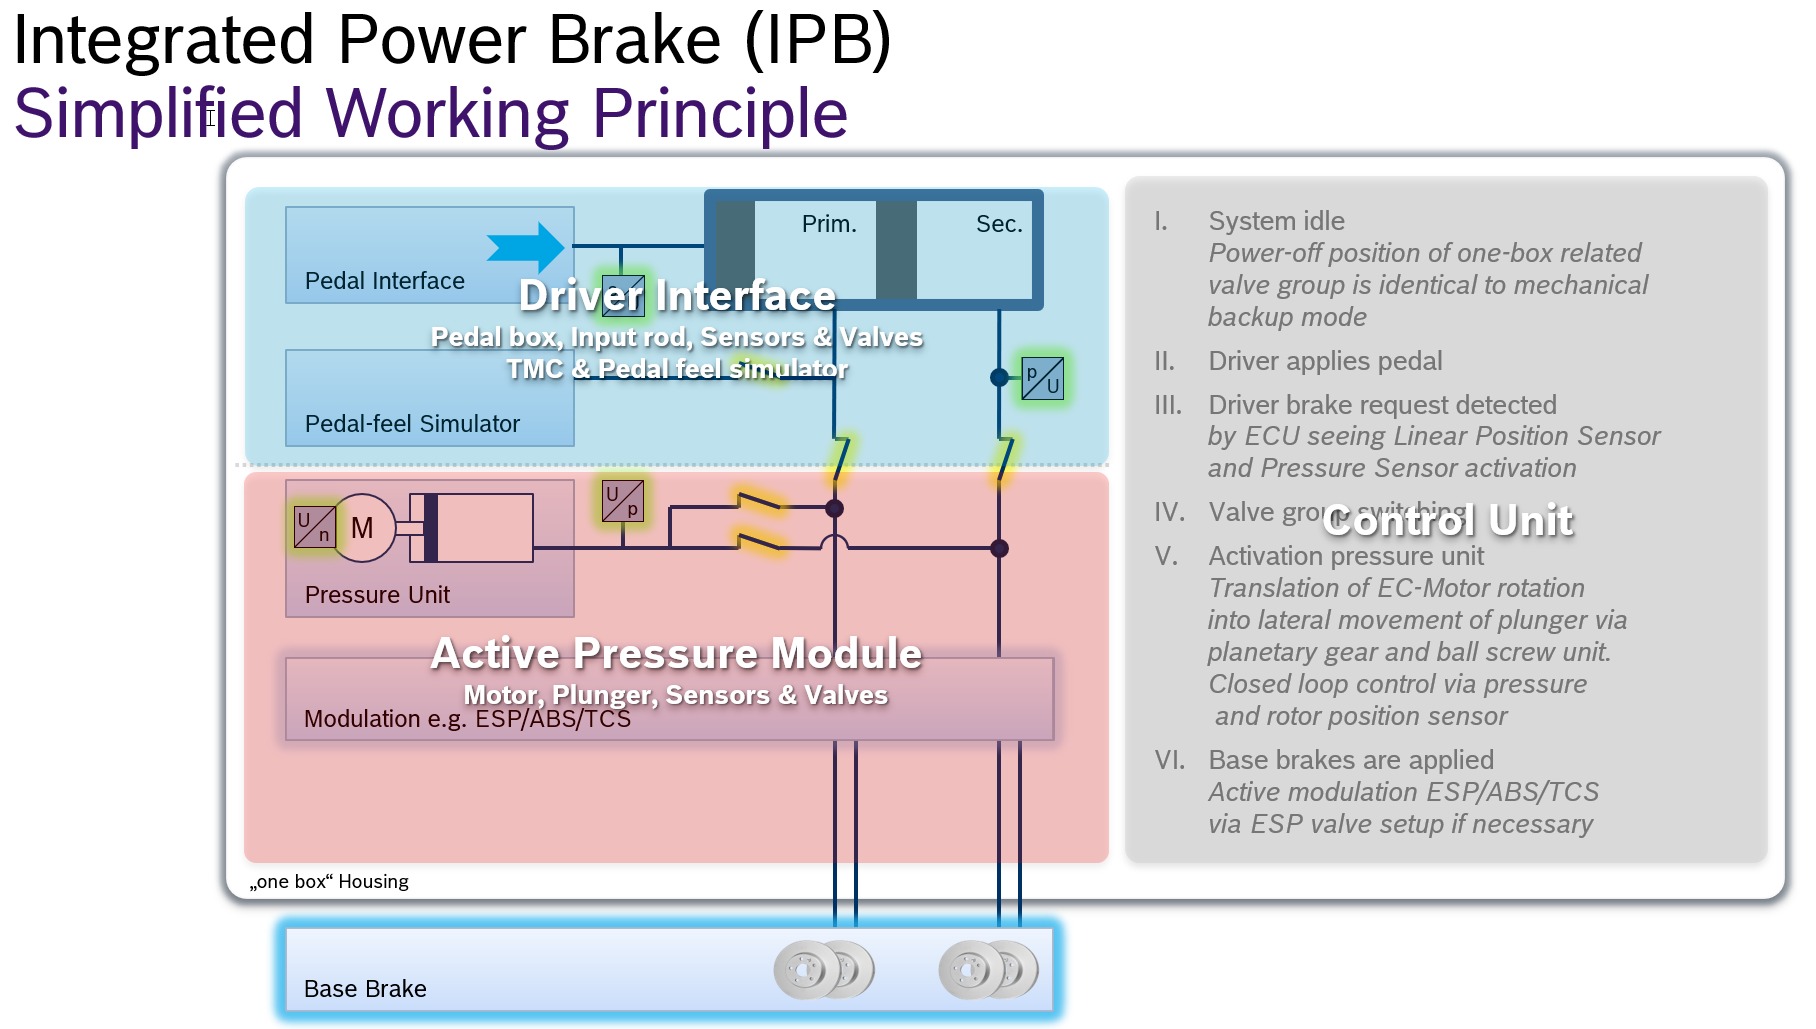 Integrated Power Brake (IPB)
Simplified Working Principle
Prim.
Sec.
Pedal Interface
Driver Interface
Pedal box, Input rod, Sensors & Valves
TMC & Pedal feel simulator
p
U
Pedal-feel Simulator
U
n
M
U
p
Pressure Unit
Active Pressure Module
Motor, Plunger, Sensors & Valves
Modulation e.g. ESP/ABS/TCS
I. System idle
Power-off position of one-box related
valve group is identical to mechanical
backup mode
II. Driver applies pedal
III. Driver brake request detected
by ECU seeing Linear Position Sensor
and Pressure Sensor activation
IV. Valve group switching
Control Unit
V. Activation pressure unit
Translation of EC-Motor rotation
into lateral movement of plunger via
planetary gear and ball screw unit.
Closed loop control via pressure
and rotor position sensor
VI. Base brakes are applied
Active modulation ESP/ABS/TCS
via ESP valve setup if necessary
„one box“ Housing
Base Brake